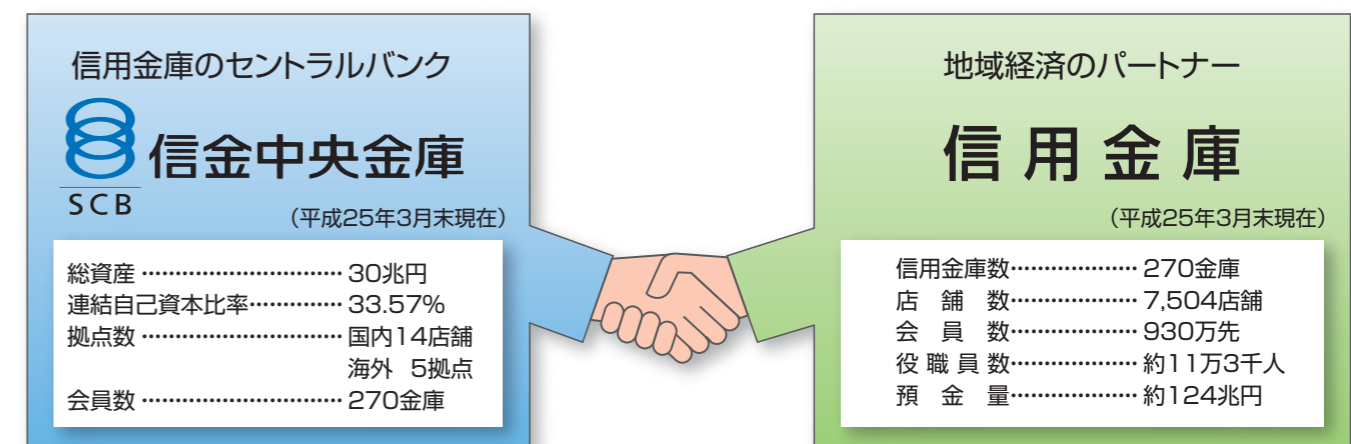 信用金庫のセントラルバンク
信金中央金庫
SCB
(平成25年3月末現在)
総資産 …………………………… 30兆円
連結自己資本比率…………… 33.57%
拠点数 …………………………… 国内14店舗
海外 5拠点
会員数 …………………………… 270金庫
地域経済のパートナー
信用金庫
(平成25年3月末現在)
信用金庫数………………… 270金庫
店舗数………………… 7,504店舗
会員数………………… 930万先
役職員数………………… 約11万3千人
預金量………………… 約124兆円